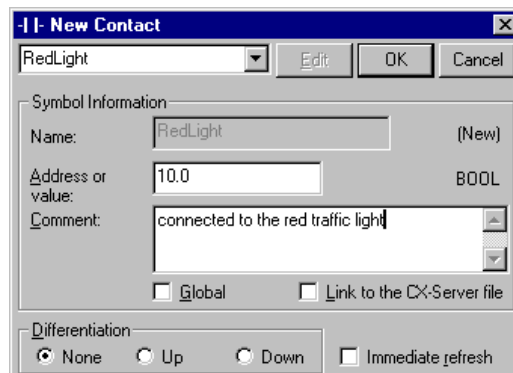 -| |- New Contact
RedLight Edit OK Cancel
Symbol Information
Name: RedLight (New)
Address or value: 10.0 BOOL
Comment: connected to the red traffic light
Global Link to the CX-Server file
Differentiation
None Up Down Immediate refresh